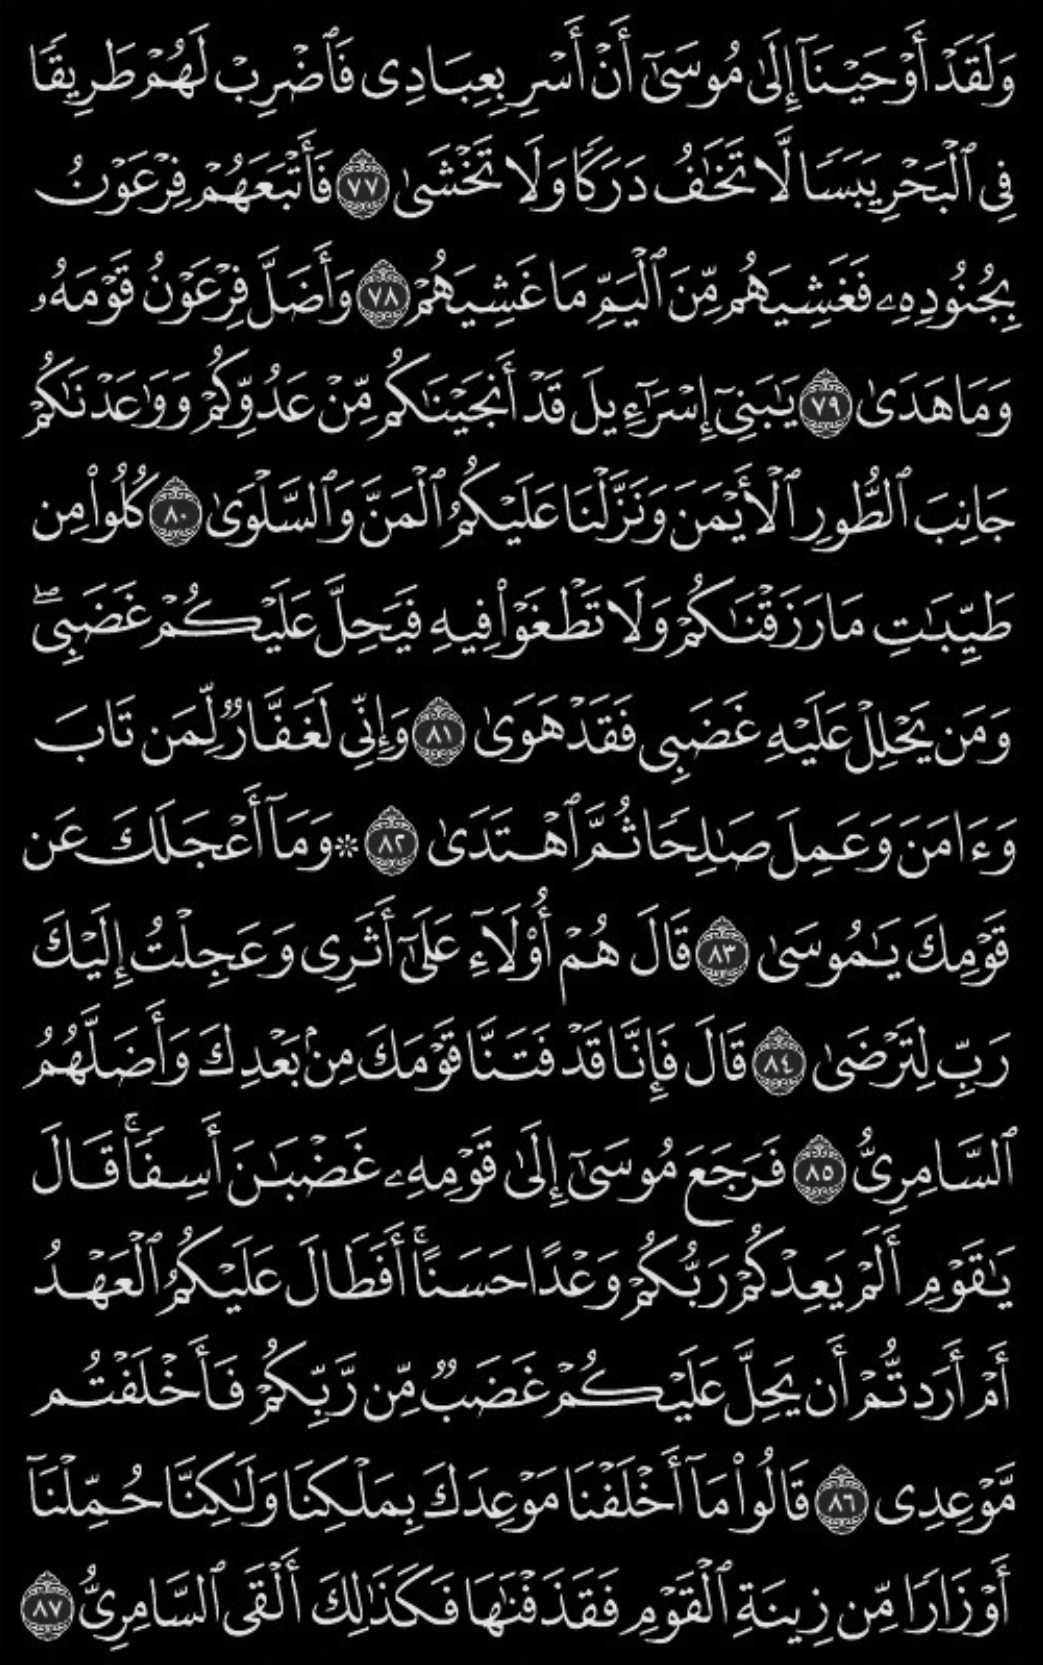 وَلَقَدْ أَوْحَيْنَآ إِلَىٰ مُوسَىٰٓ أَنْ أَسْرِ بِعِبَادِى فَٱضْرِبْ لَهُمْ طَرِيقًا
فِى ٱلْبَحْرِ يَبَسًا لَّا تَخَٰفُ دَرَكًا وَلَا تَخْشَىٰ ٧٧ فَأَتْبَعَهُمْ فِرْعَوْنُ
بِجُنُودِهِۦ فَغَشِيَهُم مِّنَ ٱلْيَمِّ مَا غَشِيَهُمْ ٧٨ وَأَضَلَّ فِرْعَوْنُ قَوْمَهُۥ
وَمَا هَدَىٰ ٧٩ يَٰبَنِىٓ إِسْرَٰٓءِيلَ قَدْ أَنجَيْنَٰكُم مِّنْ عَدُوِّكُمْ وَوَٰعَدْنَٰكُمْ
جَانِبَ ٱلطُّورِ ٱلْأَيْمَنَ وَنَزَّلْنَا عَلَيْكُمُ ٱلْمَنَّ وَٱلسَّلْوَىٰ ٨٠ كُلُوا۟ مِن
طَيِّبَٰتِ مَا رَزَقْنَٰكُمْ وَلَا تَطْغَوْا۟ فِيهِ فَيَحِلَّ عَلَيْكُمْ غَضَبِىۖ
وَمَن يَحْلِلْ عَلَيْهِ غَضَبِى فَقَدْ هَوَىٰ ٨١ وَإِنِّى لَغَفَّارٌ لِّمَن تَابَ
وَءَامَنَ وَعَمِلَ صَٰلِحًا ثُمَّ ٱهْتَدَىٰ ٨٢ ۞ وَمَآ أَعْجَلَكَ عَن
قَوْمِكَ يَٰمُوسَىٰ ٨٣ قَالَ هُمْ أُو۟لَآءِ عَلَىٰٓ أَثَرِى وَعَجِلْتُ إِلَيْكَ
رَبِّ لِتَرْضَىٰ ٨٤ قَالَ فَإِنَّا قَدْ فَتَنَّا قَوْمَكَ مِنۢ بَعْدِكَ وَأَضَلَّهُمُ
ٱلسَّامِرِىُّ ٨٥ فَرَجَعَ مُوسَىٰٓ إِلَىٰ قَوْمِهِۦ غَضْبَٰنَ أَسِفًاۚ قَالَ
يَٰقَوْمِ أَلَمْ يَعِدْكُمْ رَبُّكُمْ وَعْدًا حَسَنًاۚ أَفَطَالَ عَلَيْكُمُ ٱلْعَهْدُ
أَمْ أَرَدتُّمْ أَن يَحِلَّ عَلَيْكُمْ غَضَبٌ مِّن رَّبِّكُمْ فَأَخْلَفْتُم
مَّوْعِدِى ٨٦ قَالُوا۟ مَآ أَخْلَفْنَا مَوْعِدَكَ بِمَلْكِنَا وَلَٰكِنَّا حُمِّلْنَآ
أَوْزَارًا مِّن زِينَةِ ٱلْقَوْمِ فَقَذَفْنَٰهَا فَكَذَٰلِكَ أَلْقَى ٱلسَّامِرِىُّ ٨٧